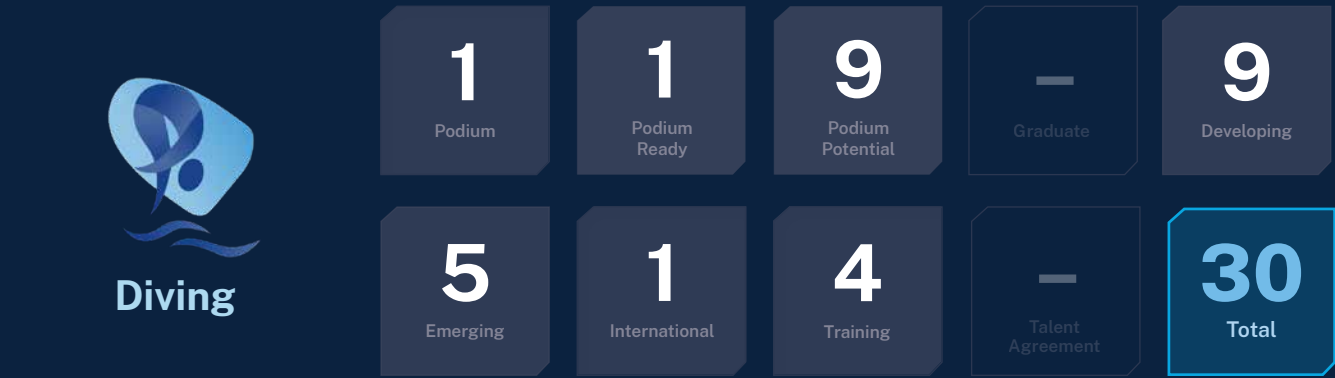 1
Podium
1
Podium
Ready
9
Podium
Potential
–
Graduate
9
Developing
Diving
5
Emerging
1
International
4
Training
–
Talent
Agreement
30
Total